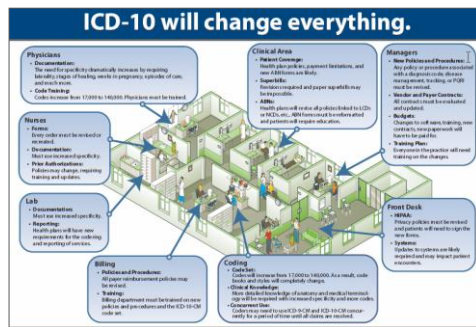 ICD-10 will change everything.
Physicians
• Documentation:
The need for specificity dramatically increases by requiring
laterality, stages of healing, weeks in pregnancy, episodes of care,
and much more.
• Code Training:
Codes increase from 17,000 to 140,000. Physicians must be trained.
Nurses
• Forms:
Every order must be revised or
recreated.
• Documentation:
Must use increased specificity.
• Prior Authorizations:
Policies may change, requiring
training and updates.
Lab
• Documentation:
Must use increased specificity.
• Reporting:
Health plans will have new
requirements for the ordering
and reporting of services.
Billing
• Policies and Procedures:
All payer reimbursement policies may
be revised.
• Training:
Billing department must be trained on new
policies and procedures and the ICD-10-CM
code set.
Clinical Area
• Patient Coverage:
Health plan policies, payment limitations, and
new ABN forms are likely.
• Superbills:
Revisions required and paper superbills may be
impossible.
• ABNs:
Health plans will revise all policies linked to LCDs
or NCDs, etc., ABN forms must be reformatted
and patients will require education.
Coding
• Code Set:
Codes will increase from 17,000 to 140,000. As a result, code
books and styles will completely change.
• Clinical Knowledge:
More detailed knowledge of anatomy and medical terminology
will be required with increased specificity and more codes.
• Concurrent Use:
Coders may need to use ICD-9-CM and ICD-10-CM
concurrently for a period of time until all claims are resolved.
Managers
• New Policies and Procedures:
Any policy or procedure associated
with a diagnosis code, disease
management, tracking, or PQRI
must be revised.
• Vendor and Payer Contracts:
All contracts must be evaluated
and updated.
• Budgets:
Changes to software, training, new
contracts, new paperwork will
have to be paid for.
• Training Plan:
Everyone in the practice will need
training on the changes.
Front Desk
• HIPAA:
Privacy policies must be revised
and patients will need to sign the
new forms.
• Systems:
Updates to systems are likely
required and may impact patient
encounters.